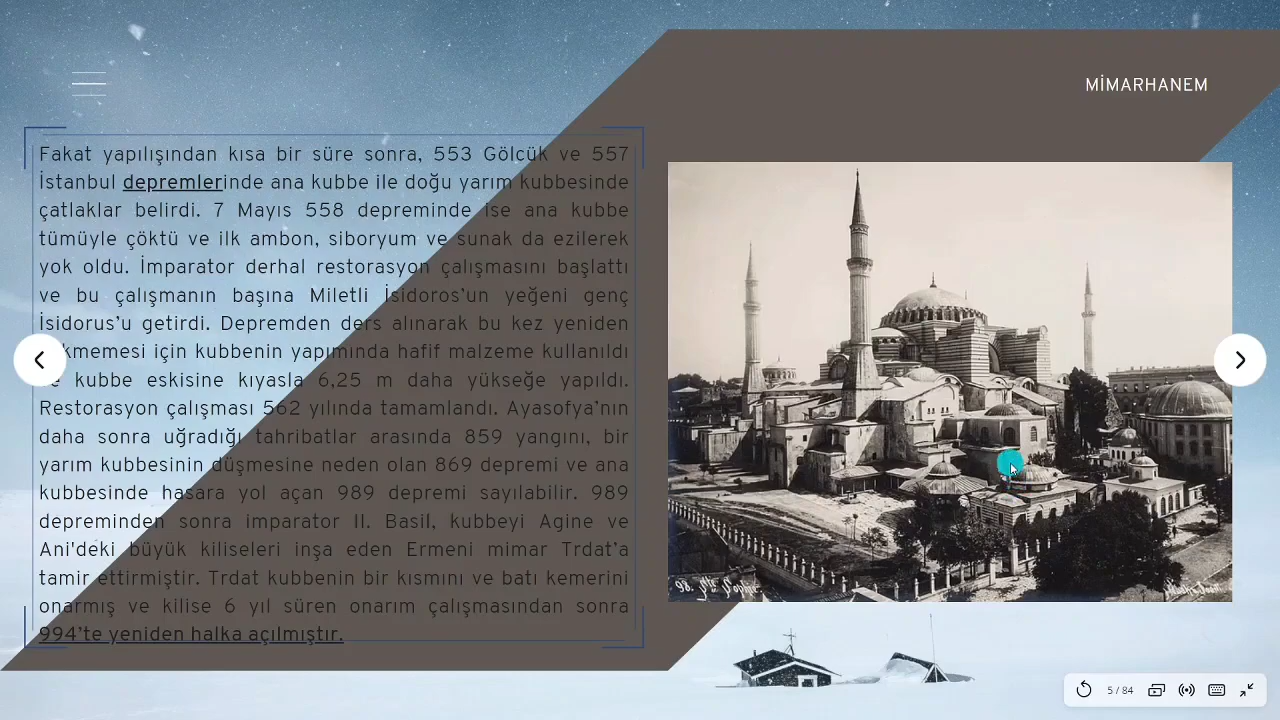 MİMARHANEM
Fakat yapılışından kısa bir süre sonra, 553 Gölcük ve 557
İstanbul depremlerinde ana kubbe ile doğu yarım kubbesinde
çatlaklar belirdi. 7 Mayıs 558 depreminde ise ana kubbe
tümüyle çöktü ve ilk ambon, siboryum ve sunak da ezilerek
yok oldu. İmparator derhal restorasyon çalışmasını başlattı
ve bu çalışmanın başına Miletli İsidoros’un yeğeni genç
İsidorus’u getirdi. Depremden ders alınarak bu kez yeniden
kmemesi için kubbenin yapımında hafif malzeme kullanıldı
kubbe eskisine kıyasla 6,25 m daha yükseğe yapıldı.
Restorasyon çalışması 562 yılında tamamlandı. Ayasofya’nın
daha sonra uğradığı tahribatlar arasında 859 yangını, bir
yarım kubbesinin düşmesine neden olan 869 depremi ve ana
kubbesinde hasara yol açan 989 depremi sayılabilir. 989
depreminden sonra imparator II. Basil, kubbeyi Agine ve
Ani'deki büyük kiliseleri inşa eden Ermeni mimar Trdat’a
tamir ettirmiştir. Trdat kubbenin bir kısmını ve batı kemerini
onarmış ve kilise 6 yıl süren onarım çalışmasından sonra
994’te yeniden halka açılmıştır.
5 / 84